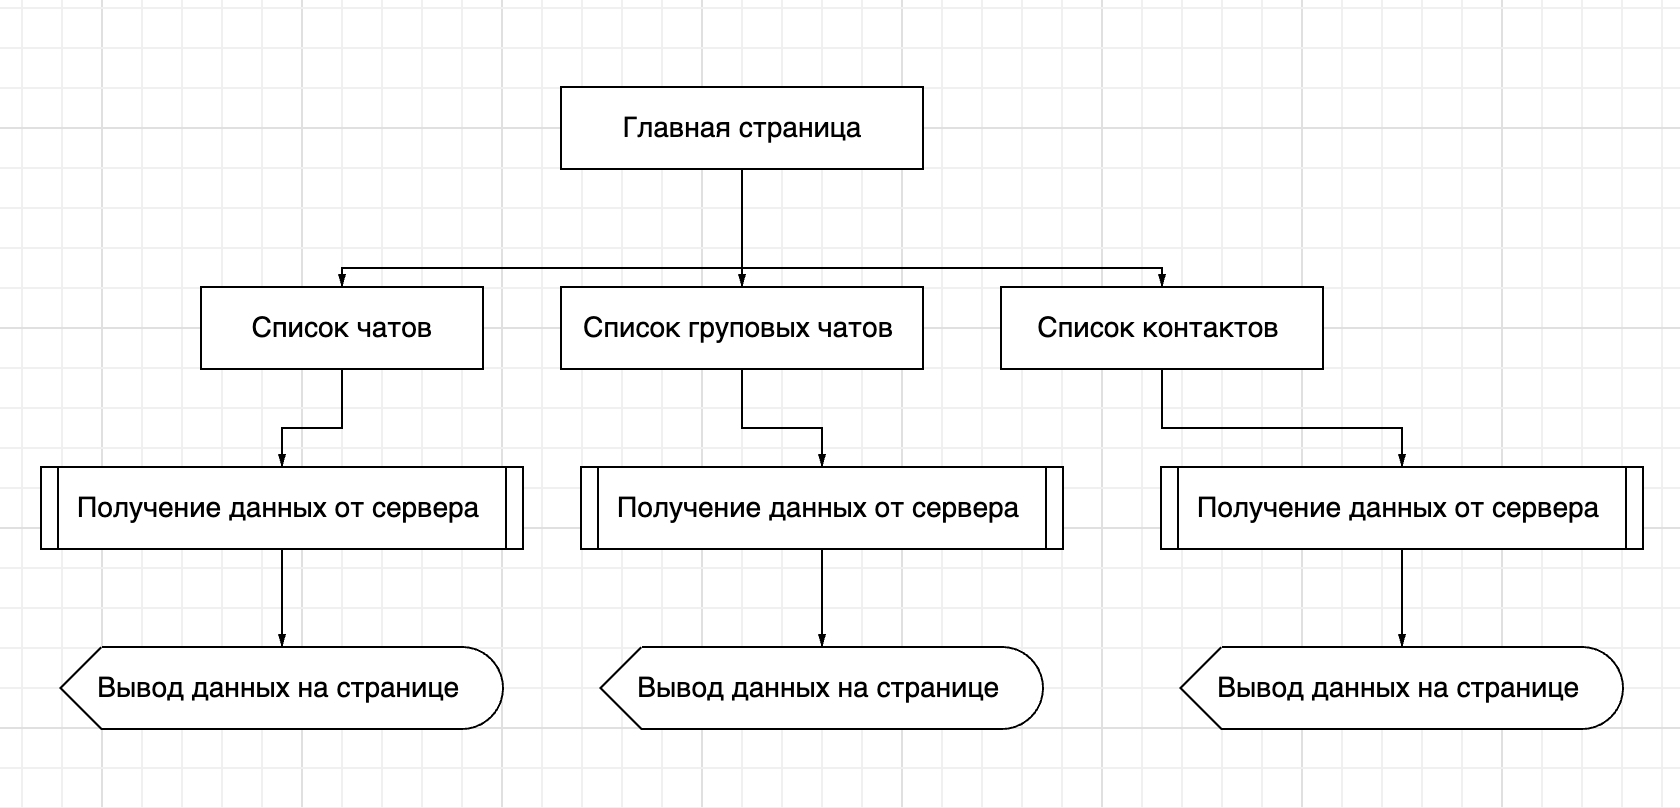 Главная страница
Список чатов
Список груповых чатов
Список контактов
Получение данных от сервера
Получение данных от сервера
Получение данных от сервера
Вывод данных на странице
Вывод данных на странице
Вывод данных на странице